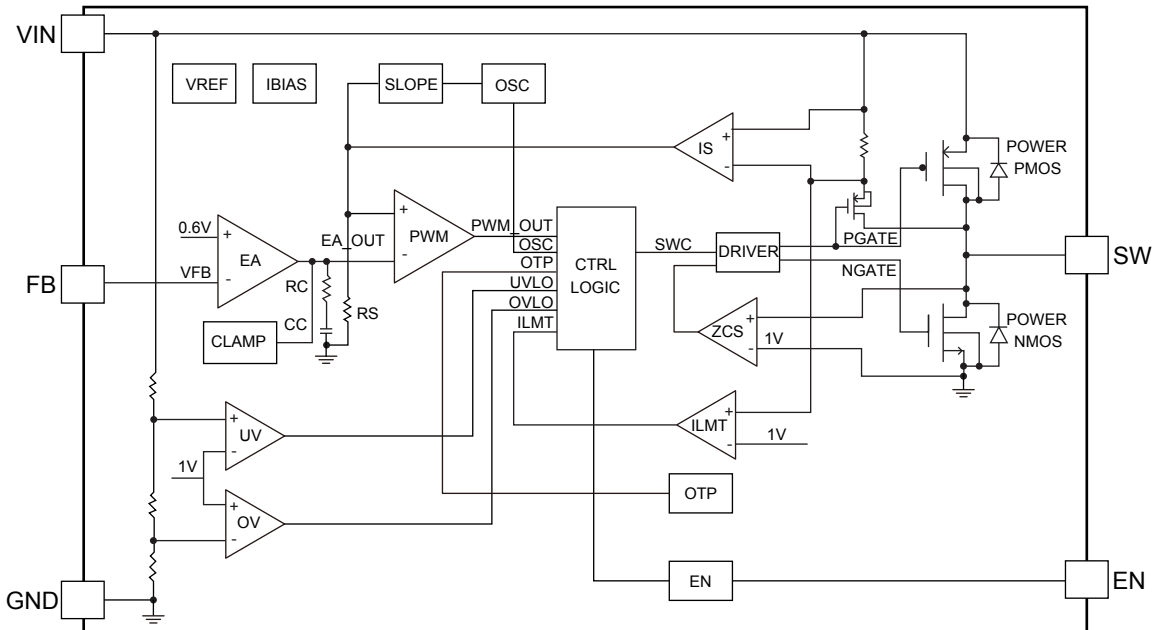 VIN
VREF
IBIAS
SLOPE
OSC
+
IS
-
POWER
PMOS
0.6V
+
EA
VFB
-
EA_OUT
+
PWM
-
PWM_OUT
OSC
OTP
UVLO
OVLO
ILMT
CTRL
LOGIC
SWC
DRIVER
PGATE
NGATE
SW
FB
RC
CC
RS
CLAMP
+
ZCS
1V
-
POWER
NMOS
+
UV
-
1V
+
OV
-
+
ILMT
-
1V
OTP
EN
EN
GND